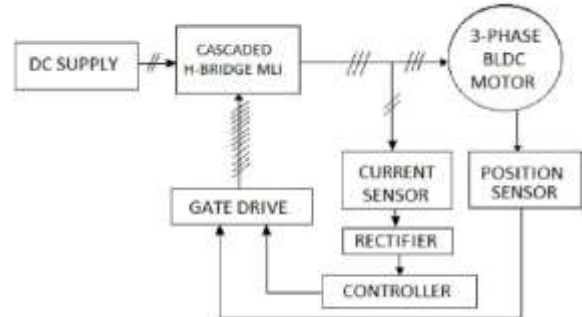 DC SUPPLY
CASCADED
H-BRIDGE MLI
3-PHASE
BLDC
MOTOR
CURRENT
SENSOR
POSITION
SENSOR
GATE DRIVE
RECTIFIER
CONTROLLER